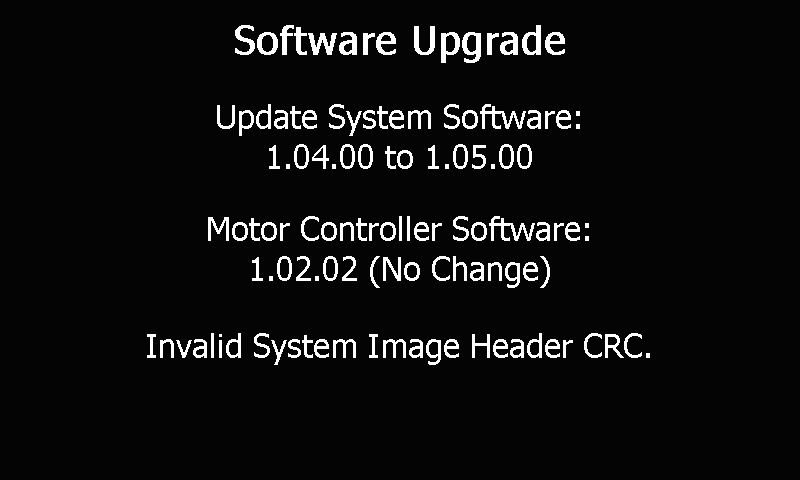 Software Upgrade
Update System Software:
1.04.00 to 1.05.00
Motor Controller Software:
1.02.02 (No Change)
Invalid System Image Header CRC.